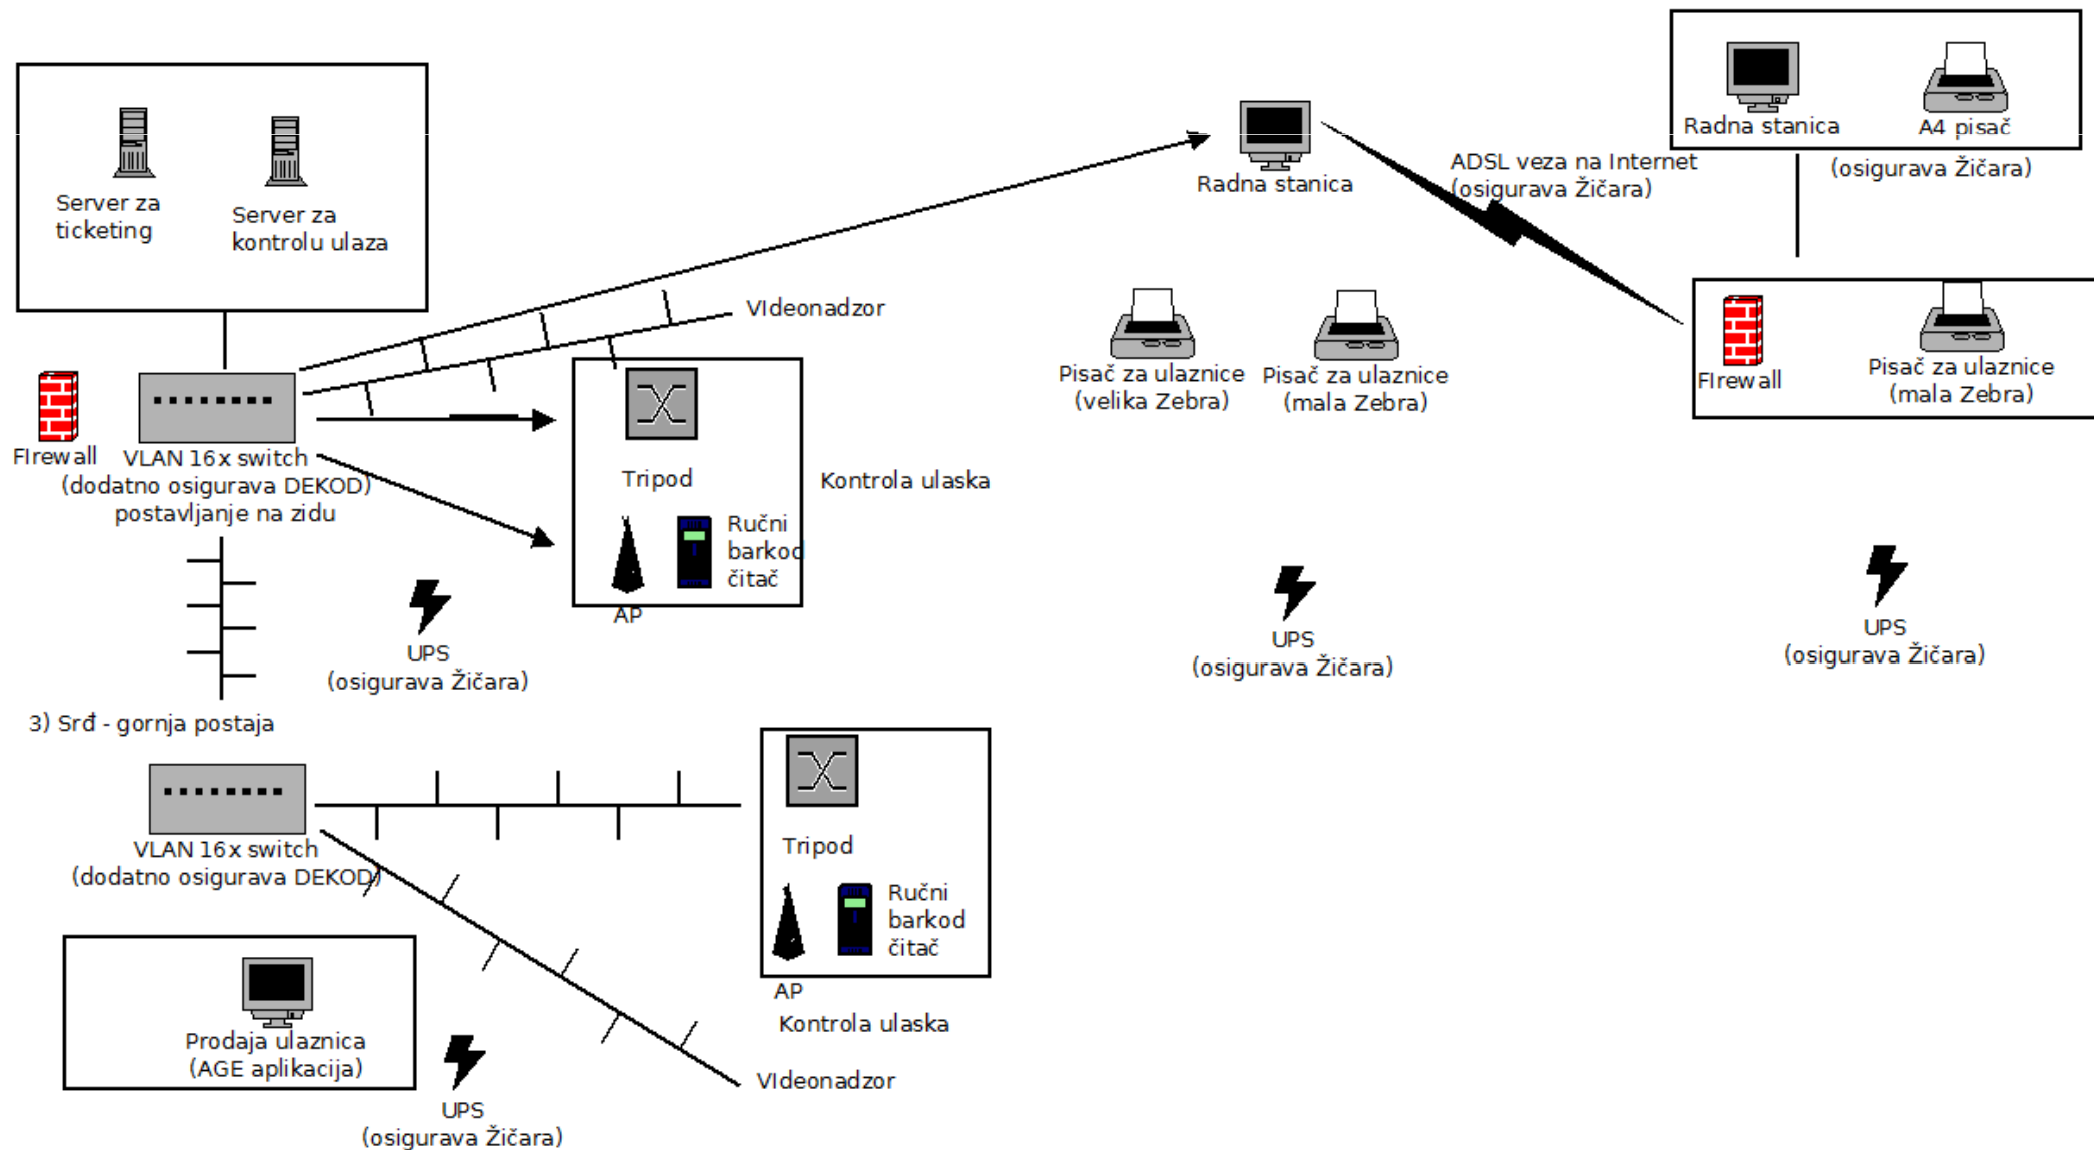 Server za
ticketing
Server za
kontrolu ulaza
Radna stanica
ADSL veza na Internet
(osigurava Žičara)
Radna stanica
A4 pisač
(osigurava Žičara)
VIdeonadzor
Pisač za ulaznice
(velika Zebra)
Pisač za ulaznice
(mala Zebra)
FIrewall
Pisač za ulaznice
(mala Zebra)
FIrewall
VLAN 16x switch
(dodatno osigurava DEKOD)
postavljanje na zidu
Tripod
Kontrola ulaska
Ručni
barkod
čitač
AP
UPS
(osigurava Žičara)
UPS
(osigurava Žičara)
UPS
(osigurava Žičara)
3) Srđ - gornja postaja
VLAN 16x switch
(dodatno osigurava DEKOD)
Tripod
Ručni
barkod
čitač
AP
Kontrola ulaska
Prodaja ulaznica
(AGE aplikacija)
VIdeonadzor
UPS
(osigurava Žičara)